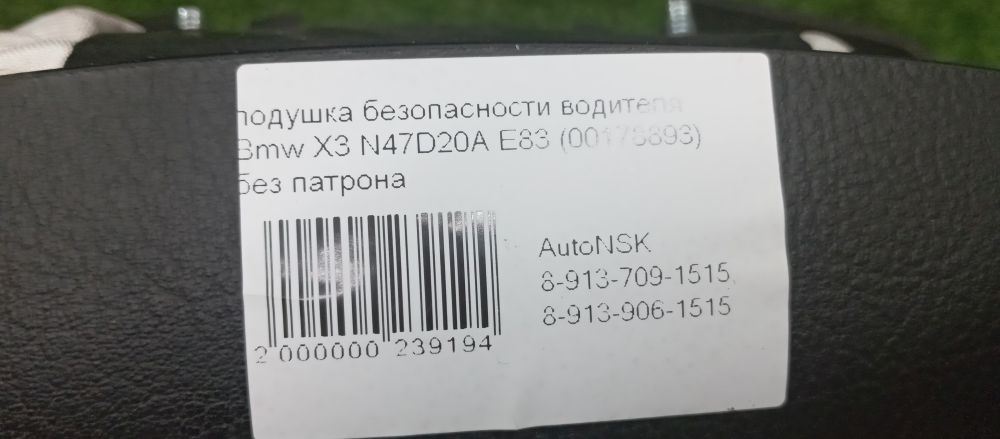 подушка безопасности водителя
Bmw X3 N47D20A E83 (00175693)
без патрона
AutoNSK
8-913-709-1515
8-913-906-1515
2 000000 239194